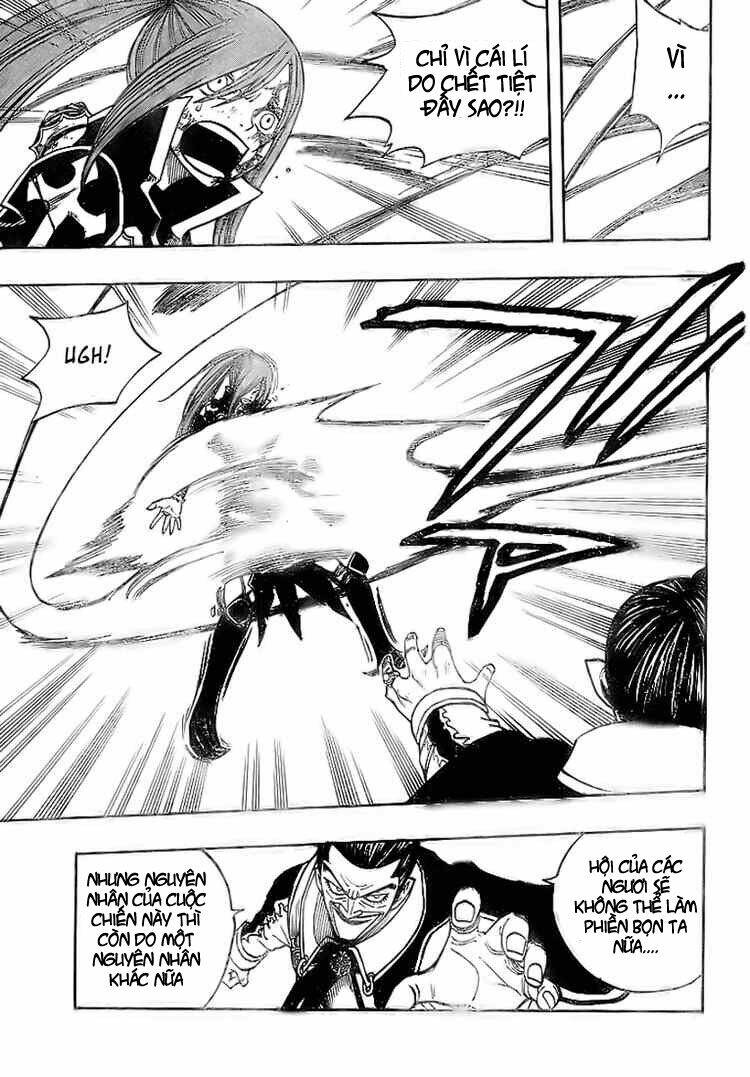 VÌ
...
CHỈ VÌ CÁI LÍ
DO CHẾT TIỆT
ĐẤY SAO?!!
UGH!
HỘI CỦA CÁC
NGƯƠI SẼ
KHÔNG THỂ LÀM
PHIỀN BỌN TA
NỮA....
NHƯNG NGUYÊN
NHÂN CỦA CUỘC
CHIẾN NÀY THÌ
CÒN DO MỘT
NGUYÊN NHÂN
KHÁC NỮA